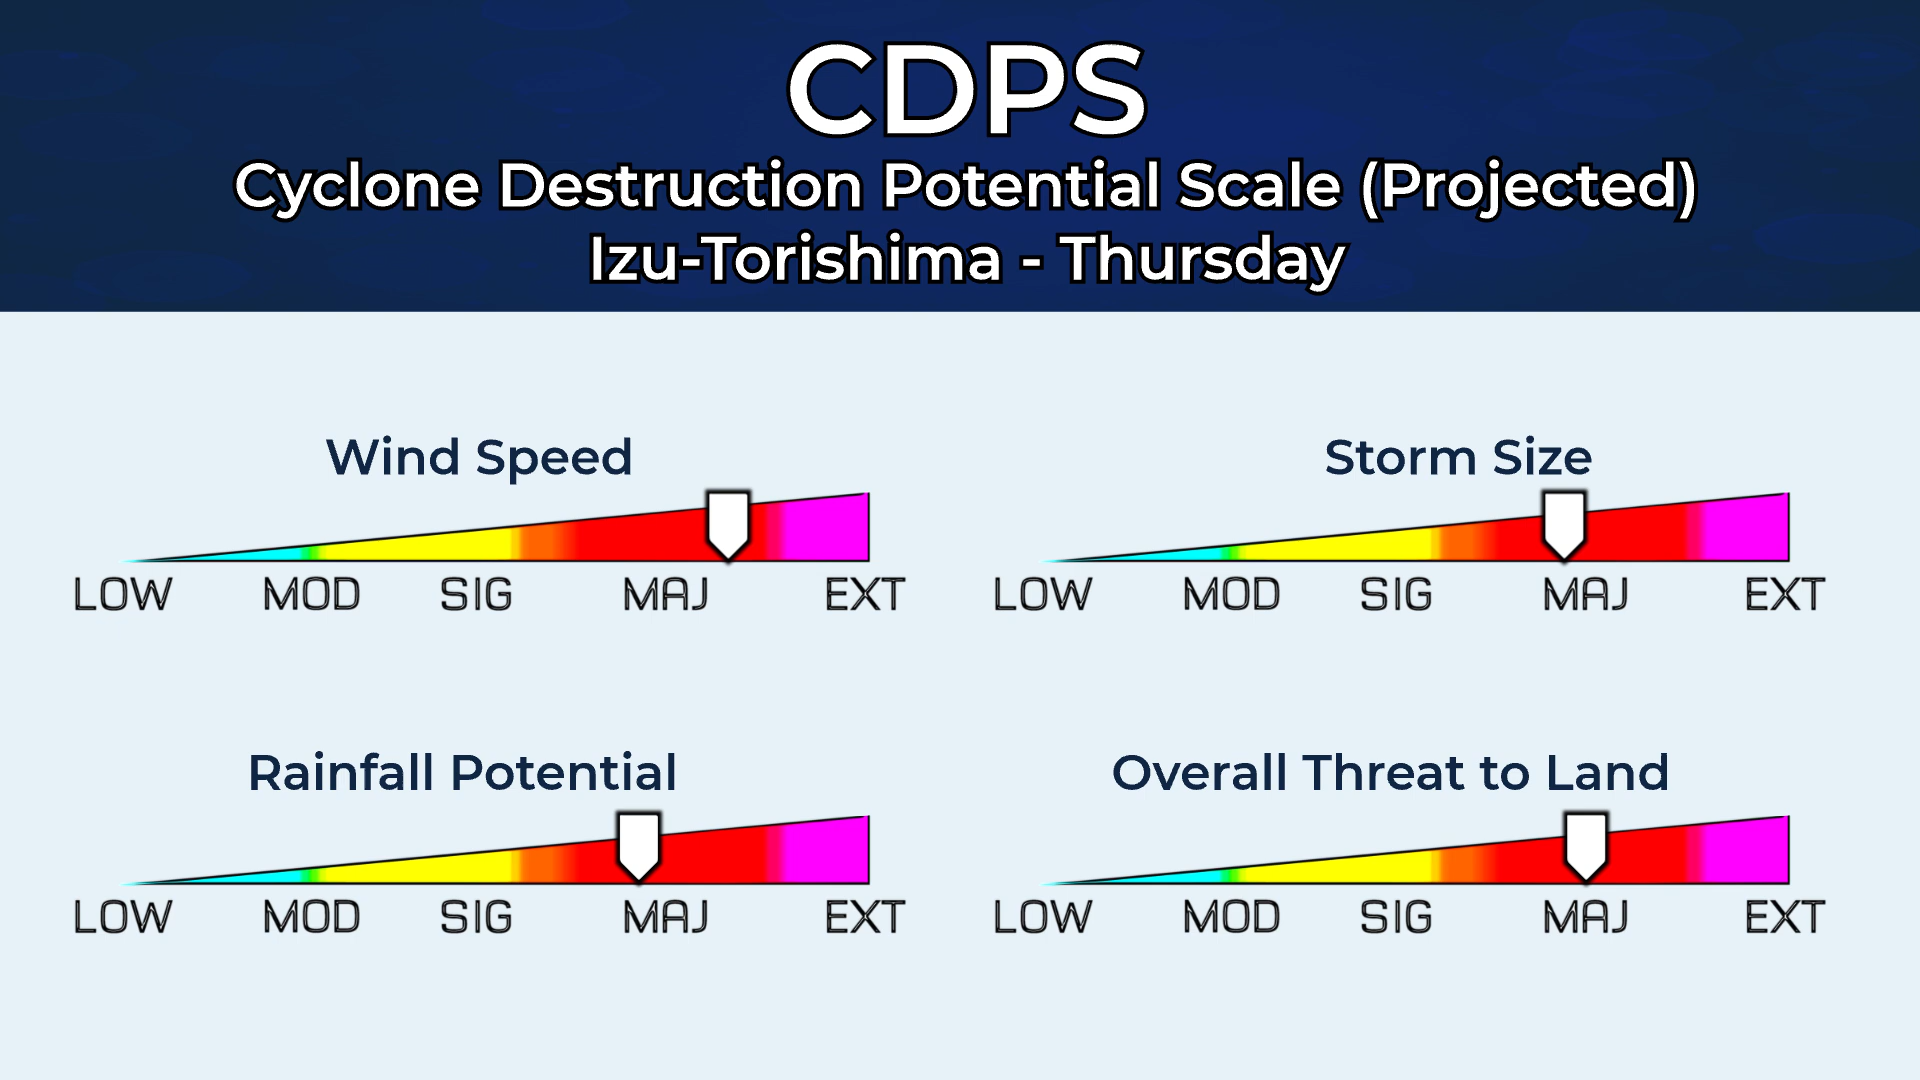 CDPS
Cyclone Destruction Potential Scale (Projected)
Izu-Torishima - Thursday
Wind Speed
LOW MOD SIG MAJ EXT
Storm Size
LOW MOD SIG MAJ EXT
Rainfall Potential
LOW MOD SIG MAJ EXT
Overall Threat to Land
LOW MOD SIG MAJ EXT